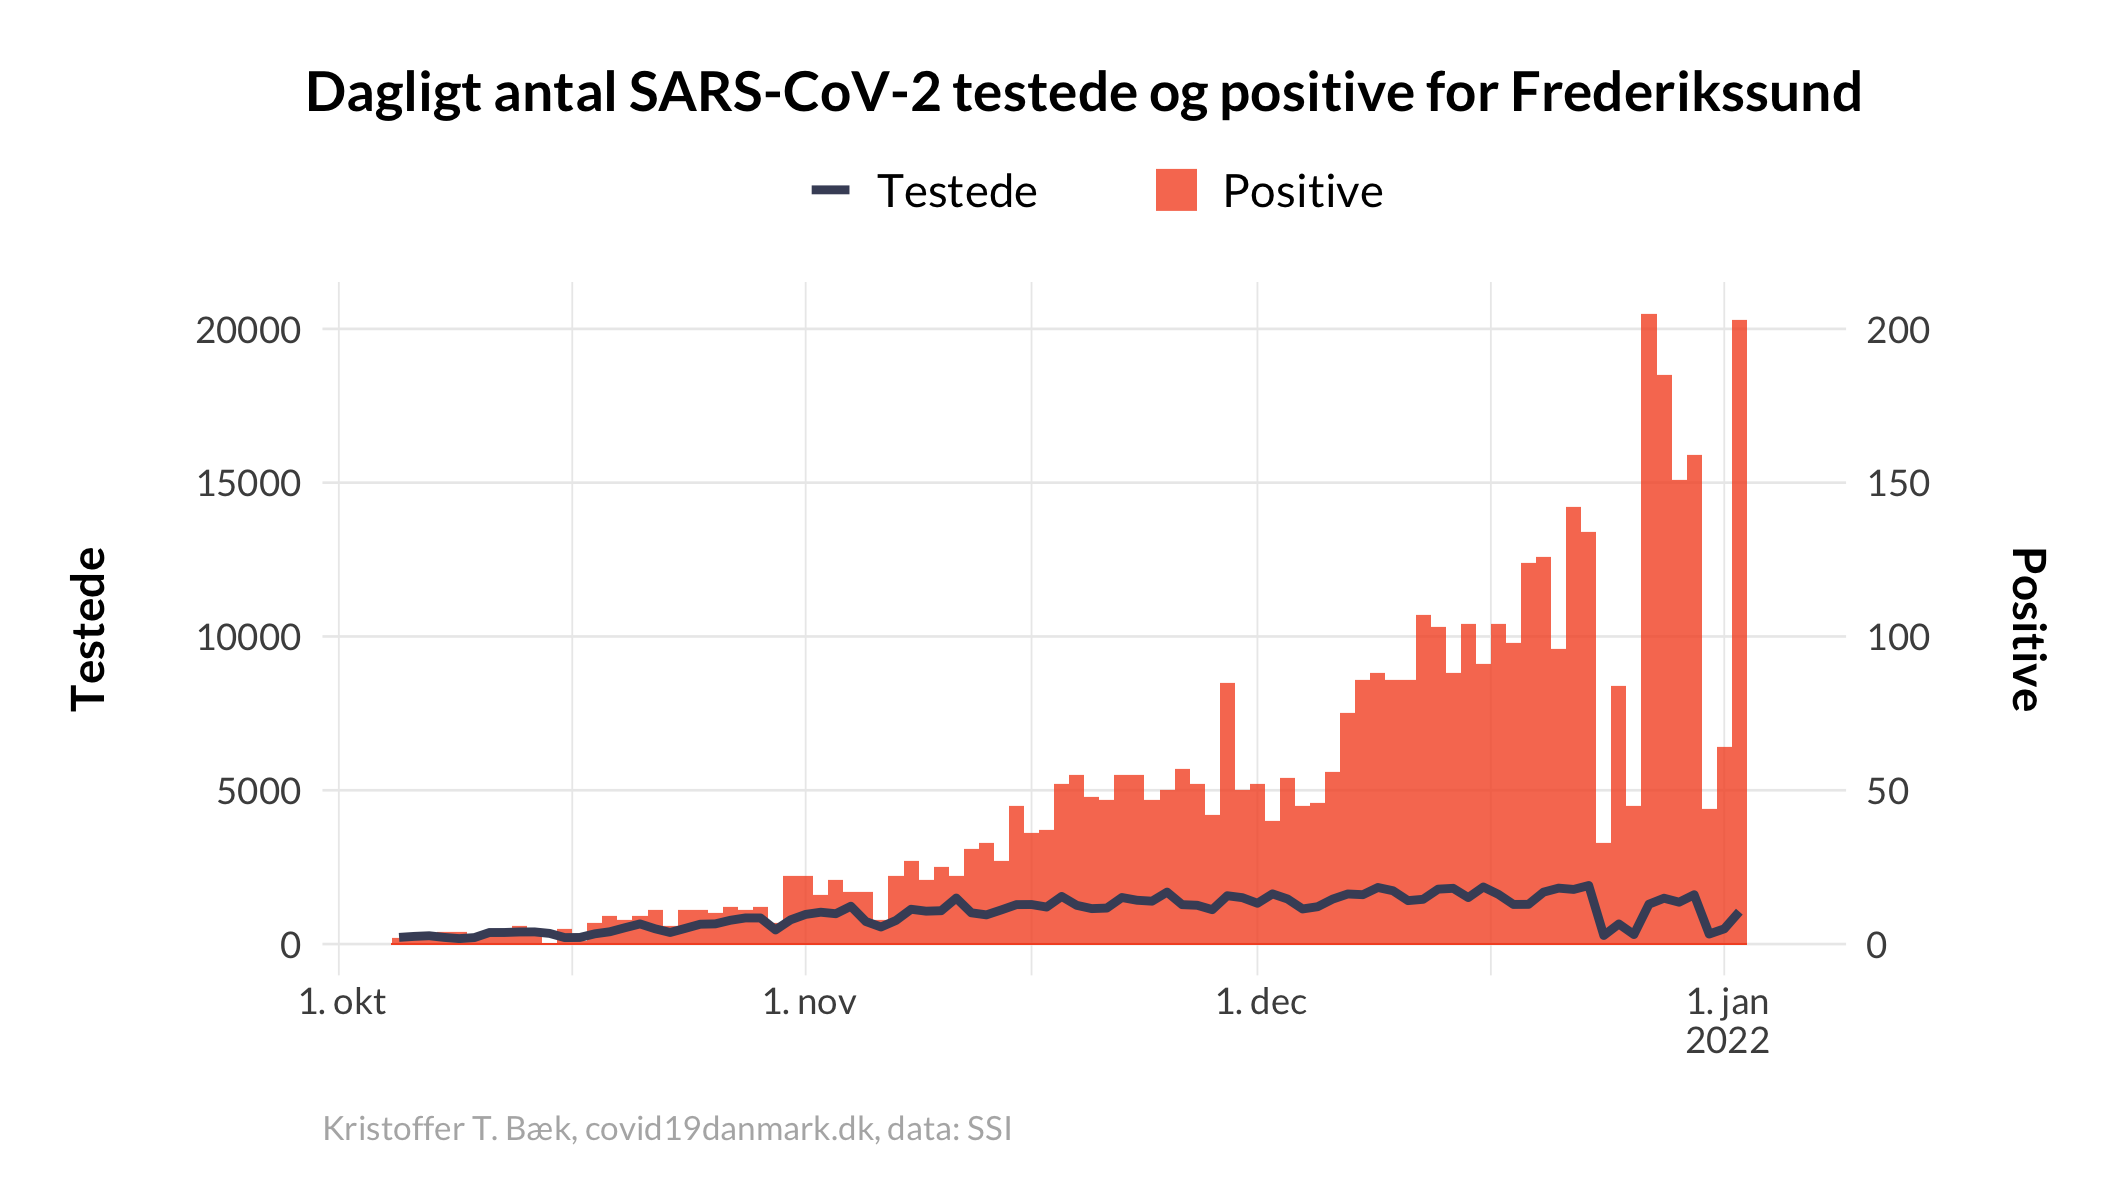 Dagligt antal SARS-CoV-2 testede og positive for Frederikssund
Testede
Positive
20000
15000
10000
5000
0
200
150
100
50
0
Testede
Positive
1. okt
1. nov
1. dec
1. jan
2022
Kristoffer T. Bæk, covid19danmark.dk, data: SSI